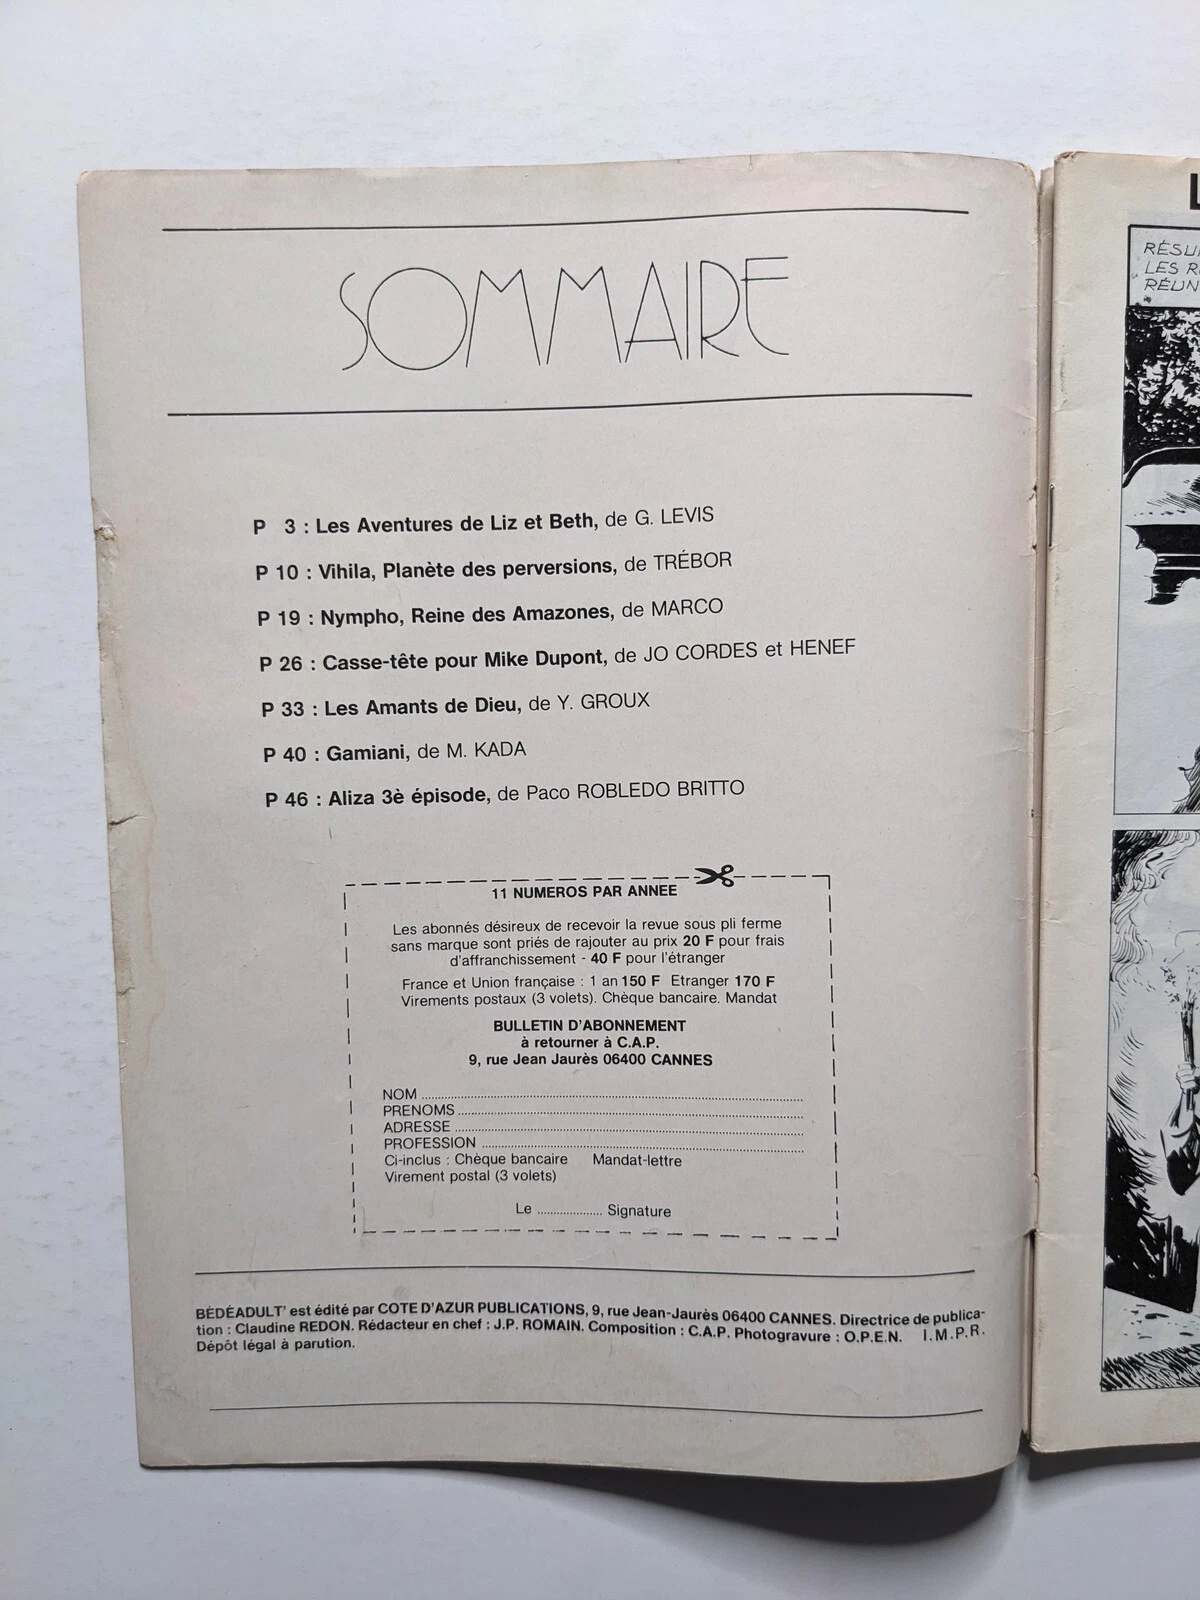 SOMMAIRE
P 3 : Les Aventures de Liz et Beth, de G. LEVIS
P 10 : Vihila, Planète des perversions, de TRÉBOR
P 19 : Nympho, Reine des Amazones, de MARCO
P 26 : Casse-tête pour Mike Dupont, de JO CORDES et HENEF
P 33 : Les Amants de Dieu, de Y. GROUX
P 40 : Gamiani, de M. KADA
P 46 : Aliza 3è épisode, de Paco ROBLEDO BRITTO
11 NUMEROS PAR ANNEE
Les abonnés désireux de recevoir la revue sous pli ferme
sans marque sont priés de rajouter au prix 20 F pour frais
d'affranchissement - 40 F pour l'étranger
France et Union française : 1 an 150 F Etranger 170 F
Virements postaux (3 volets). Chèque bancaire. Mandat
BULLETIN D'ABONNEMENT
à retourner à C.A.P.
9, rue Jean Jaurès 06400 CANNES
NOM
PRENOMS
ADRESSE
PROFESSION
Ci-inclus : Chèque bancaire Mandat-lettre
Virement postal (3 volets)
Le .................... Signature
BÉDÉADULT' est édité par COTE D'AZUR PUBLICATIONS, 9, rue Jean-Jaurès 06400 CANNES. Directrice de publica-
tion : Claudine REDON. Rédacteur en chef : J.P. ROMAIN. Composition : C.A.P. Photogravure : O.P.E.N. I.M.P.R.
Dépôt légal à parution.
L
LES